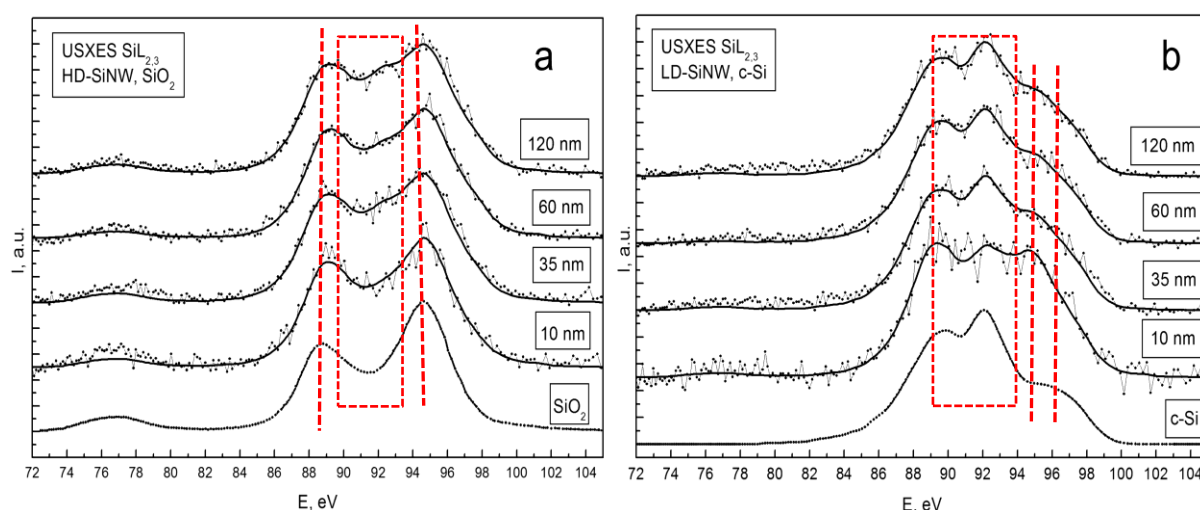 USXES SiL2,3
HD-SiNW, SiO2
a
120 nm
60 nm
35 nm
10 nm
SiO2
I, a.u.
72 74 76 78 80 82 84 86 88 90 92 94 96 98 100 102 104
E, eV
USXES SiL2,3
LD-SiNW, c-Si
b
120 nm
60 nm
35 nm
10 nm
c-Si
I, a.u.
72 74 76 78 80 82 84 86 88 90 92 94 96 98 100 102 104
E, eV